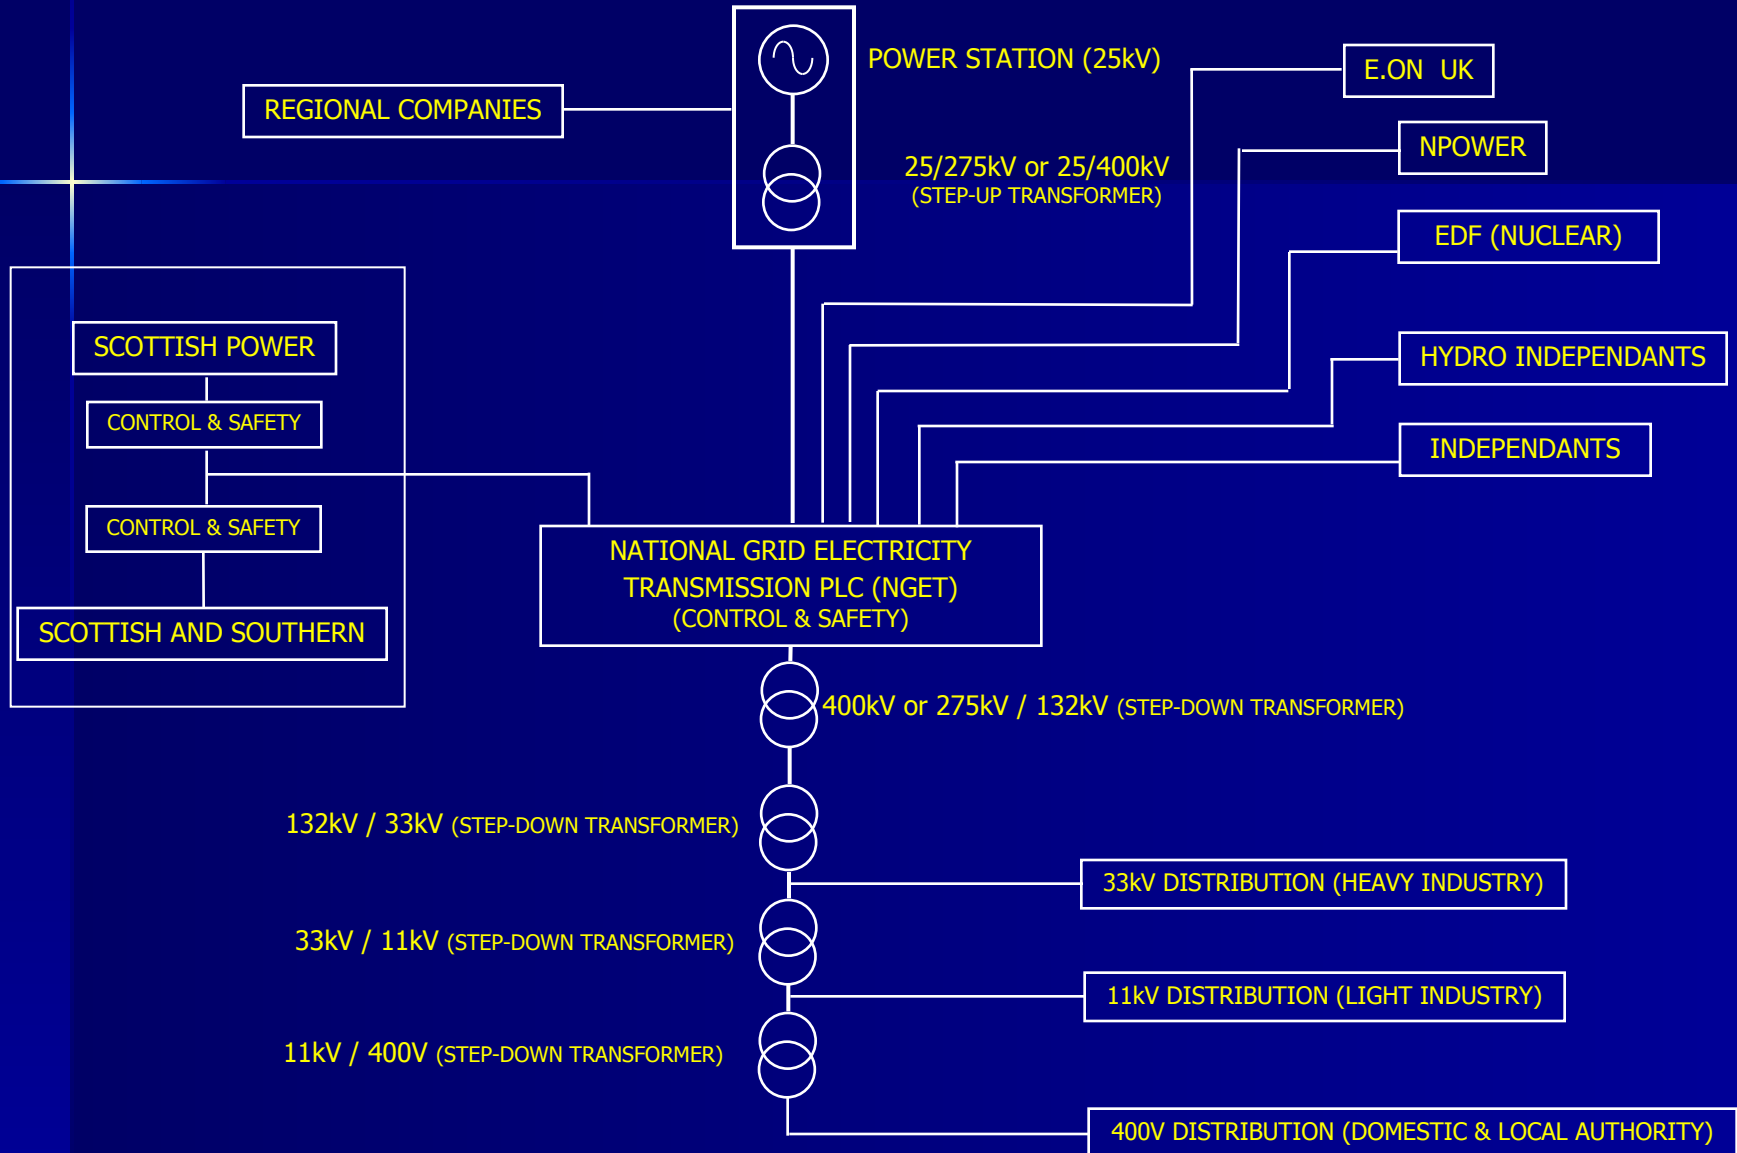 POWER STATION (25kV)
E.ON  UK
REGIONAL COMPANIES
NPOWER
25/275kV or 25/400kV
(STEP-UP TRANSFORMER)
EDF (NUCLEAR)
SCOTTISH POWER
HYDRO INDEPENDANTS
CONTROL & SAFETY
INDEPENDANTS
CONTROL & SAFETY
NATIONAL GRID ELECTRICITY
TRANSMISSION PLC (NGET)
(CONTROL & SAFETY)
SCOTTISH AND SOUTHERN
400kV or 275kV / 132kV (STEP-DOWN TRANSFORMER)
132kV / 33kV (STEP-DOWN TRANSFORMER)
33kV DISTRIBUTION (HEAVY INDUSTRY)
33kV / 11kV (STEP-DOWN TRANSFORMER)
11kV DISTRIBUTION (LIGHT INDUSTRY)
11kV / 400V (STEP-DOWN TRANSFORMER)
400V DISTRIBUTION (DOMESTIC & LOCAL AUTHORITY)